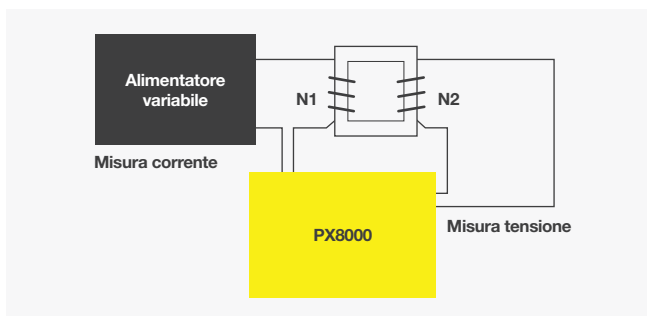 Alimentatore
variabile
N1
N2
Misura corrente
PX8000
Misura tensione